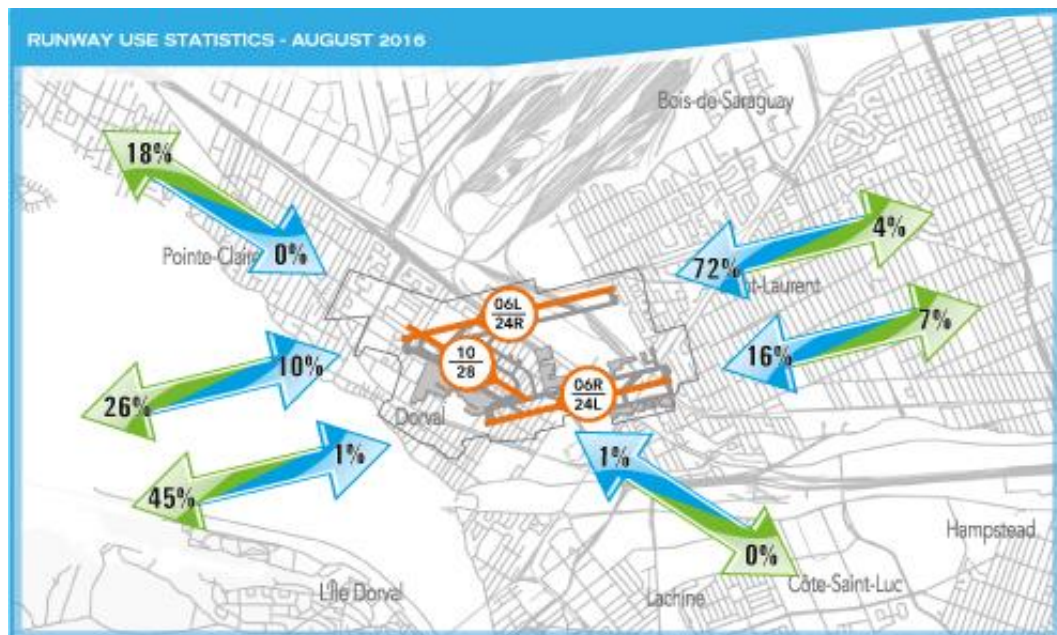 RUNWAY USE STATISTICS - AUGUST 2016
Bois-de-Saraguay
18%
4%
Pointe-Claire
0%
72%
nt-Laurent
06L
24R
7%
10
28
10%
16%
06R
24L
26%
Dorval
1%
1%
45%
Hampstead
0%
L'Île Dorval
Lachine
Côte-Saint-Luc